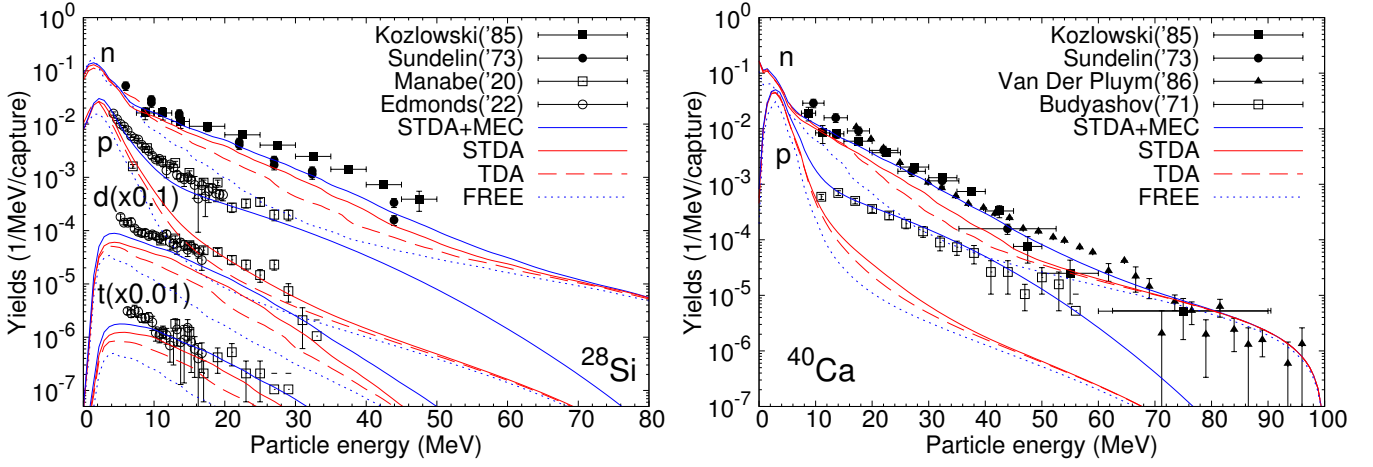 Yields (1/MeV/capture)
10^0
10^-1
10^-2
10^-3
10^-4
10^-5
10^-6
10^-7
n
p
d(x0.1)
t(x0.01)
Kozlowski('85)
Sundelin('73)
Manabe('20)
Edmonds('22)
STDA+MEC
STDA
TDA
FREE
^28Si
0 10 20 30 40 50 60 70 80
Particle energy (MeV)
Yields (1/MeV/capture)
10^0
10^-1
10^-2
10^-3
10^-4
10^-5
10^-6
10^-7
n
p
Kozlowski('85)
Sundelin('73)
Van Der Pluym('86)
Budyashov('71)
STDA+MEC
STDA
TDA
FREE
^40Ca
0 10 20 30 40 50 60 70 80 90 100
Particle energy (MeV)